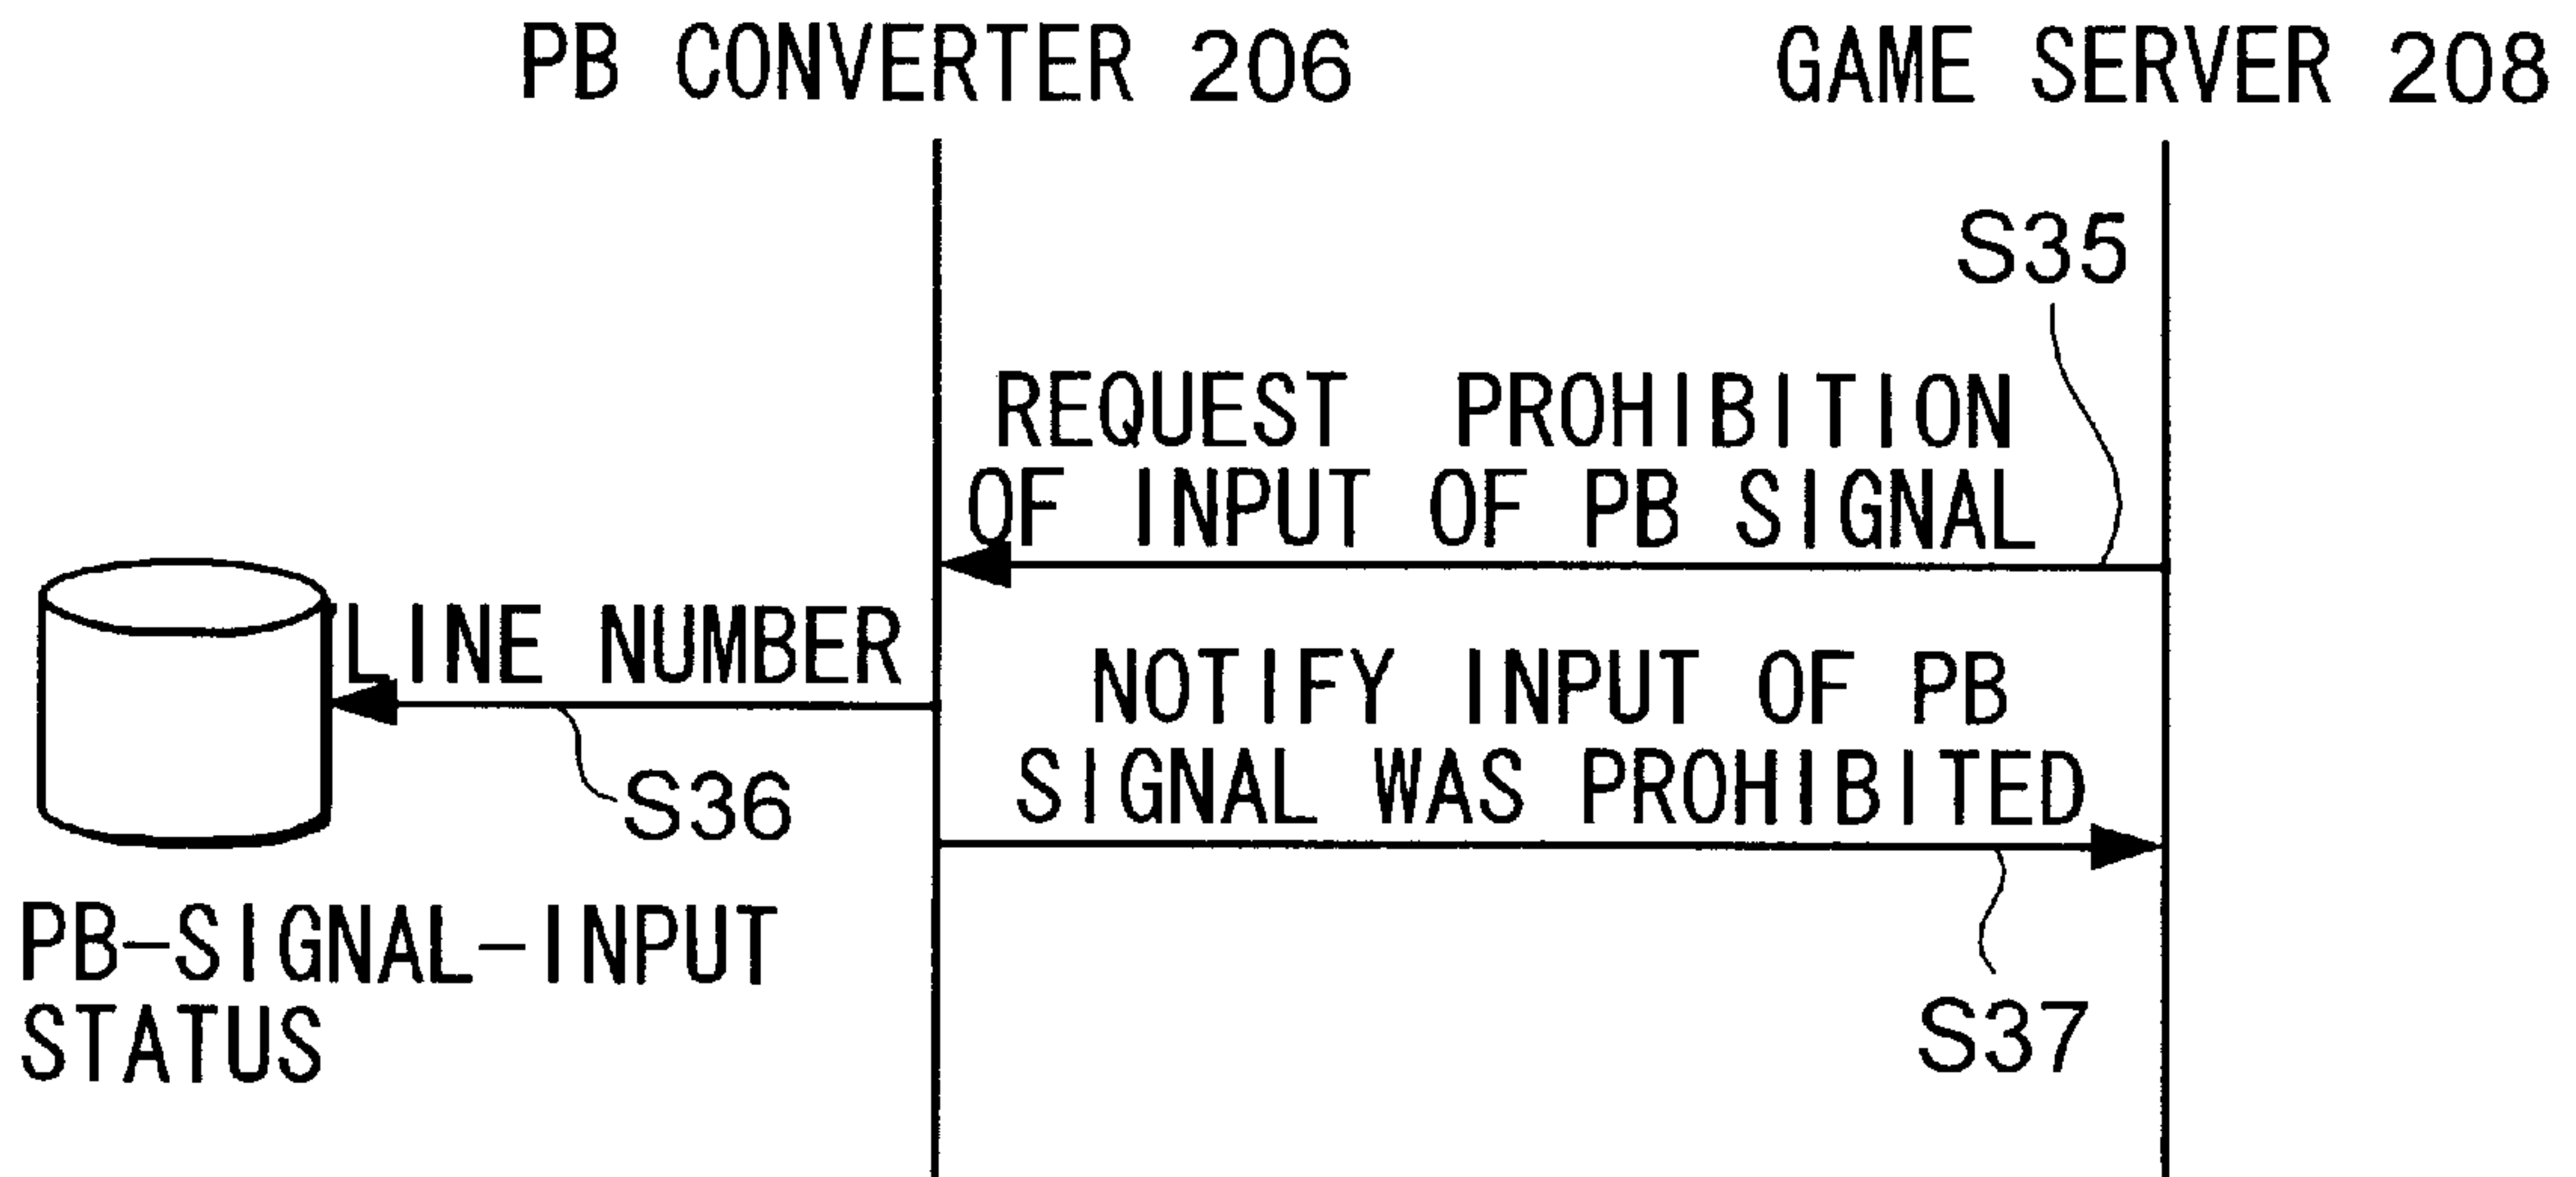 PB CONVERTER 206
GAME SERVER 208
S35
REQUEST PROHIBITION
OF INPUT OF PB SIGNAL
LINE NUMBER
S36
NOTIFY INPUT OF PB
SIGNAL WAS PROHIBITED
S37
PB-SIGNAL-INPUT
STATUS